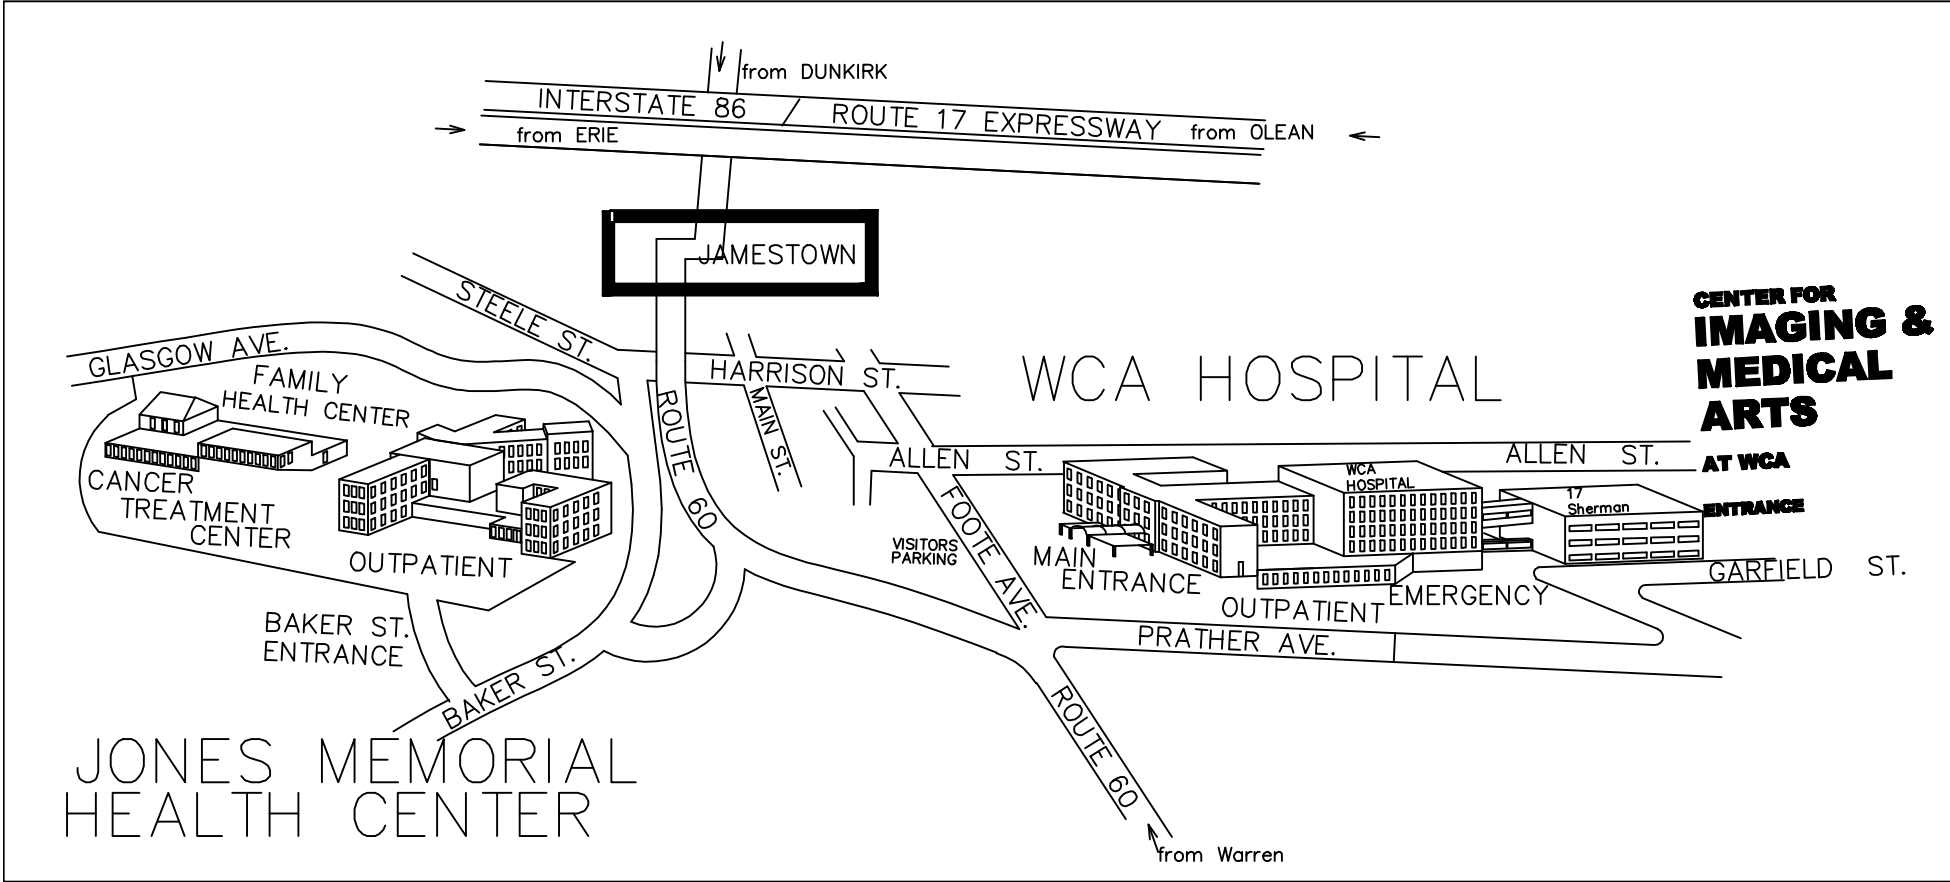 from DUNKIRK
INTERSTATE 86 / ROUTE 17 EXPRESSWAY
from ERIE
from OLEAN
JAMESTOWN
STEELE ST.
GLASGOW AVE.
HARRISON ST.
MAIN ST.
ROUTE 60
FAMILY
HEALTH CENTER
CANCER
TREATMENT
CENTER
OUTPATIENT
BAKER ST.
ENTRANCE
BAKER ST.
JONES MEMORIAL
HEALTH CENTER
WCA HOSPITAL
CENTER FOR
IMAGING &
MEDICAL
ARTS
AT WCA
ENTRANCE
ALLEN ST.
ALLEN ST.
WCA
HOSPITAL
17
Sherman
FOOTE AVE.
VISITORS
PARKING
MAIN
ENTRANCE
OUTPATIENT
EMERGENCY
GARFIELD ST.
PRATHER AVE.
ROUTE 60
from Warren